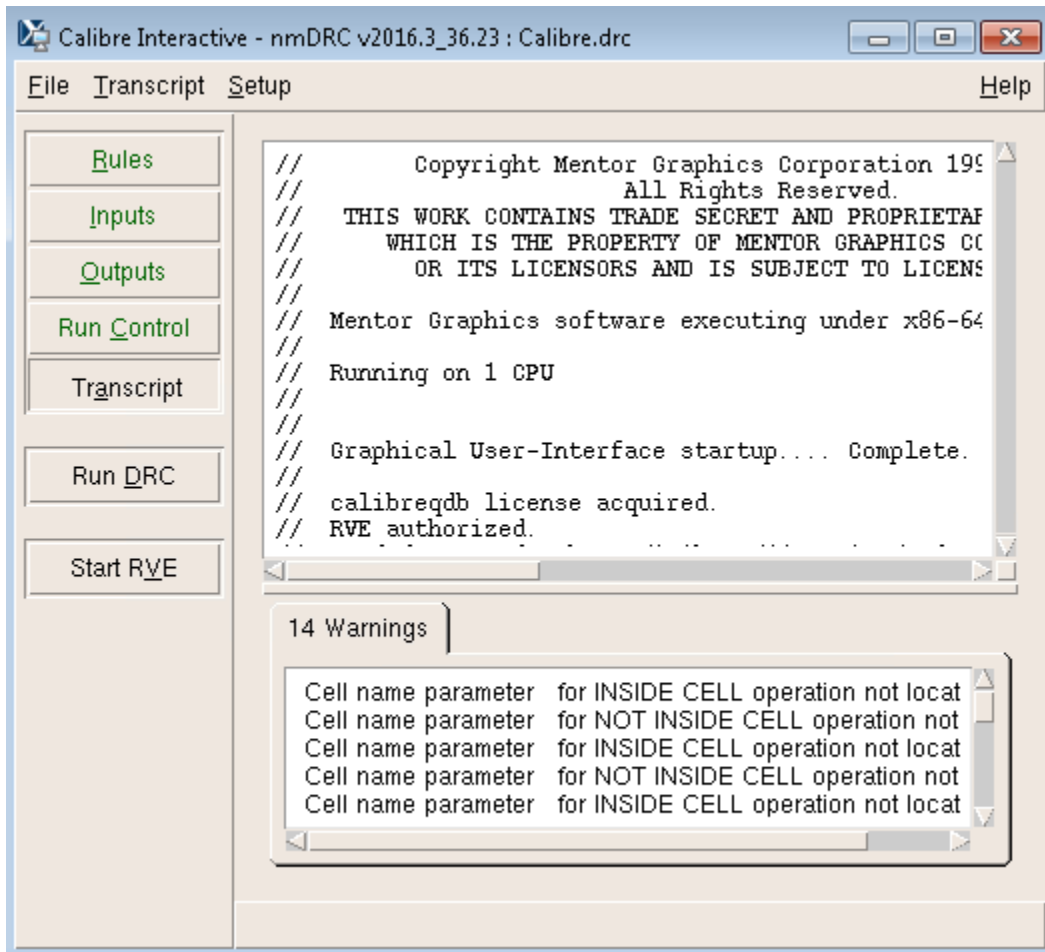 Calibre Interactive - nmDRC v2016.3_36.23 : Calibre.drc
File Transcript Setup Help
Rules
Inputs
Outputs
Run Control
Transcript
Run DRC
Start RVE
// Copyright Mentor Graphics Corporation 199
// All Rights Reserved.
// THIS WORK CONTAINS TRADE SECRET AND PROPRIETAR
// WHICH IS THE PROPERTY OF MENTOR GRAPHICS CO
// OR ITS LICENSORS AND IS SUBJECT TO LICENS
//
// Mentor Graphics software executing under x86-64
//
// Running on 1 CPU
//
//
// Graphical User-Interface startup.... Complete.
//
// calibreqdb license acquired.
// RVE authorized.
14 Warnings
Cell name parameter for INSIDE CELL operation not locat
Cell name parameter for NOT INSIDE CELL operation not
Cell name parameter for INSIDE CELL operation not locat
Cell name parameter for NOT INSIDE CELL operation not
Cell name parameter for INSIDE CELL operation not locat